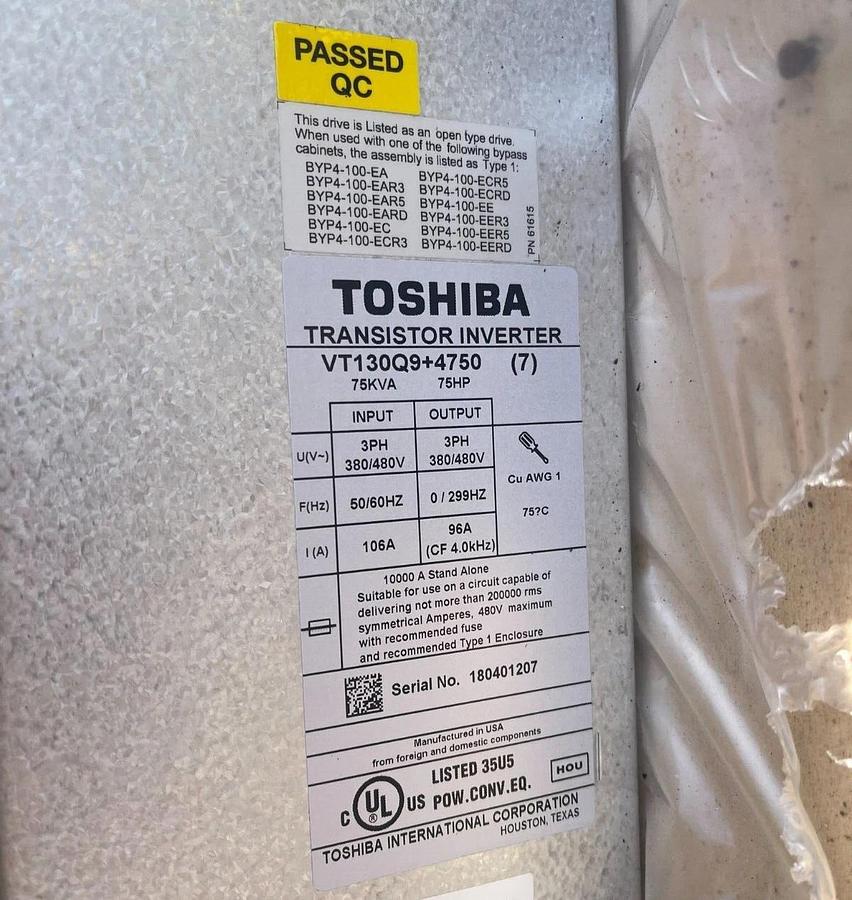 PASSED
QC
This drive is Listed as an open type drive.
When used with one of the following bypass
cabinets, the assembly is listed as Type 1:
BYP4-100-EA BYP4-100-ECR5
BYP4-100-EAR3 BYP4-100-ECRD
BYP4-100-EAR5 BYP4-100-EE
BYP4-100-EARD BYP4-100-EER3
BYP4-100-EC BYP4-100-EER5
BYP4-100-ECR3 BYP4-100-EERD
PN 61615
TOSHIBA
TRANSISTOR INVERTER
VT130Q9+4750 (7)
75KVA 75HP
INPUT OUTPUT
U(V~) 3PH 380/480V 3PH 380/480V
Cu AWG 1
F(Hz) 50/60HZ 0 / 299HZ
75?C
I (A) 106A 96A (CF 4.0kHz)
10000 A Stand Alone
Suitable for use on a circuit capable of
delivering not more than 200000 rms
symmetrical Amperes, 480V maximum
with recommended fuse
and recommended Type 1 Enclosure
Serial No. 180401207
Manufactured in USA
from foreign and domestic components
C UL ® US LISTED 35U5
POW.CONV.EQ.
HOU
TOSHIBA INTERNATIONAL CORPORATION
HOUSTON, TEXAS